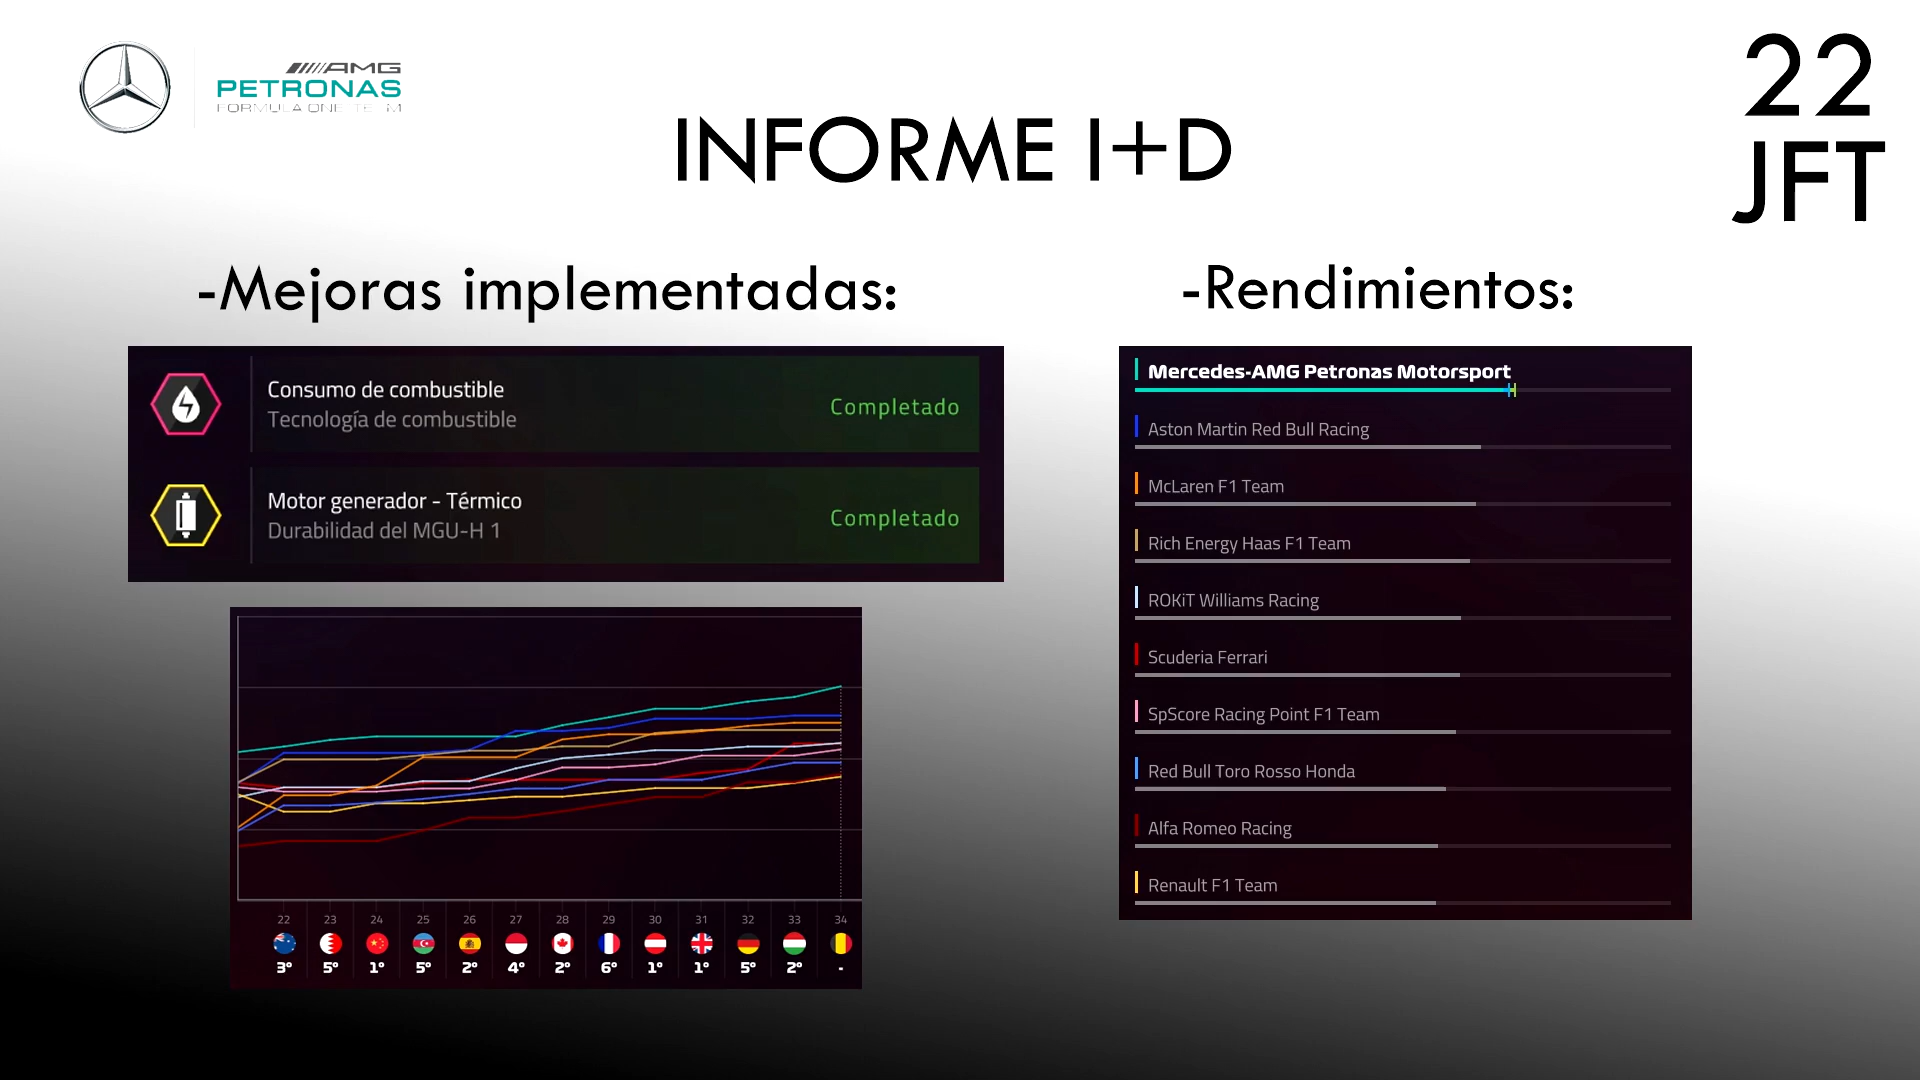 AMG
PETRONAS
FORMULA ONE TEAM
22
JFT
INFORME I+D
-Mejoras implementadas:
Consumo de combustible
Tecnología de combustible
Completado
Motor generador - Térmico
Durabilidad del MGU-H 1
Completado
22 23 24 25 26 27 28 29 30 31 32 33 34
3º 5º 1º 5º 2º 4º 2º 6º 1º 1º 5º 2º -
-Rendimientos:
Mercedes-AMG Petronas Motorsport
Aston Martin Red Bull Racing
McLaren F1 Team
Rich Energy Haas F1 Team
ROKiT Williams Racing
Scuderia Ferrari
SpScore Racing Point F1 Team
Red Bull Toro Rosso Honda
Alfa Romeo Racing
Renault F1 Team